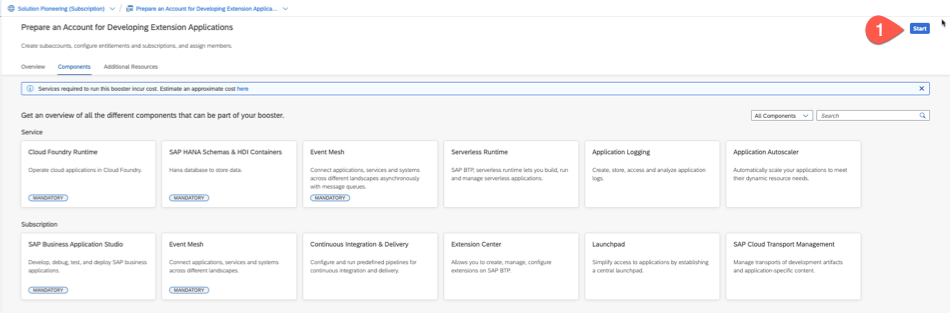 Solution Pioneering (Subscription) / Prepare an Account for Developing Extension Applica...
Prepare an Account for Developing Extension Applications
1
Start
Create subaccounts, configure entitlements and subscriptions, and assign members.
Overview Components Additional Resources
Services required to run this booster incur cost. Estimate an approximate cost here
Get an overview of all the different components that can be part of your booster.
All Components
Search
Service
Cloud Foundry Runtime
Operate cloud applications in Cloud Foundry.
MANDATORY
SAP HANA Schemas & HDI Containers
Hana database to store data.
MANDATORY
Event Mesh
Connect applications, services and systems
across different landscapes asynchronously
with message queues.
MANDATORY
Serverless Runtime
SAP BTP, serverless runtime lets you build, run
and manage serverless applications.
Application Logging
Create, store, access and analyze application
logs.
Application Autoscaler
Automatically scale your applications to meet
their dynamic resource needs.
Subscription
SAP Business Application Studio
Develop, debug, test, and deploy SAP business
applications.
MANDATORY
Event Mesh
Connect applications, services and systems
across different landscapes.
MANDATORY
Continuous Integration & Delivery
Configure and run predefined pipelines for
continuous integration and delivery.
Extension Center
Allows you to create, manage, configure
extensions on SAP BTP.
Launchpad
Simplify access to applications by establishing
a central launchpad.
SAP Cloud Transport Management
Manage transports of development artifacts
and application-specific content.